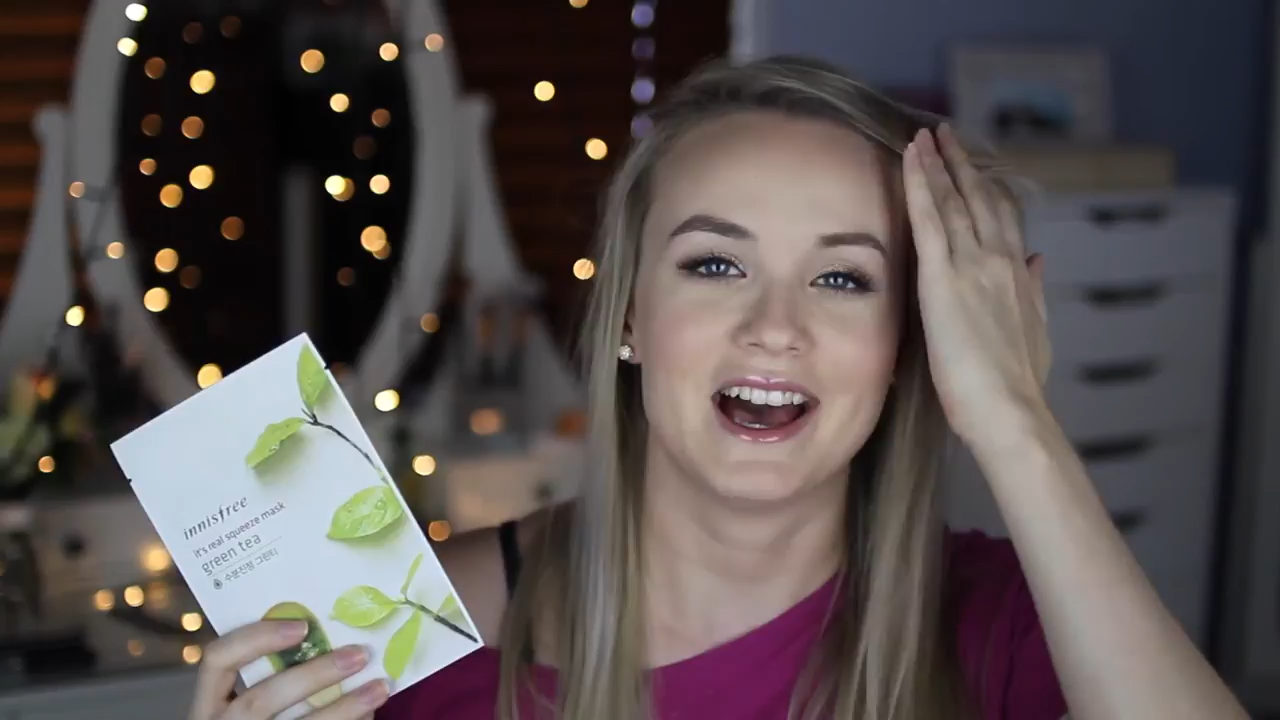 innisfree
it's real squeeze mask
green tea
수분진정 그린티